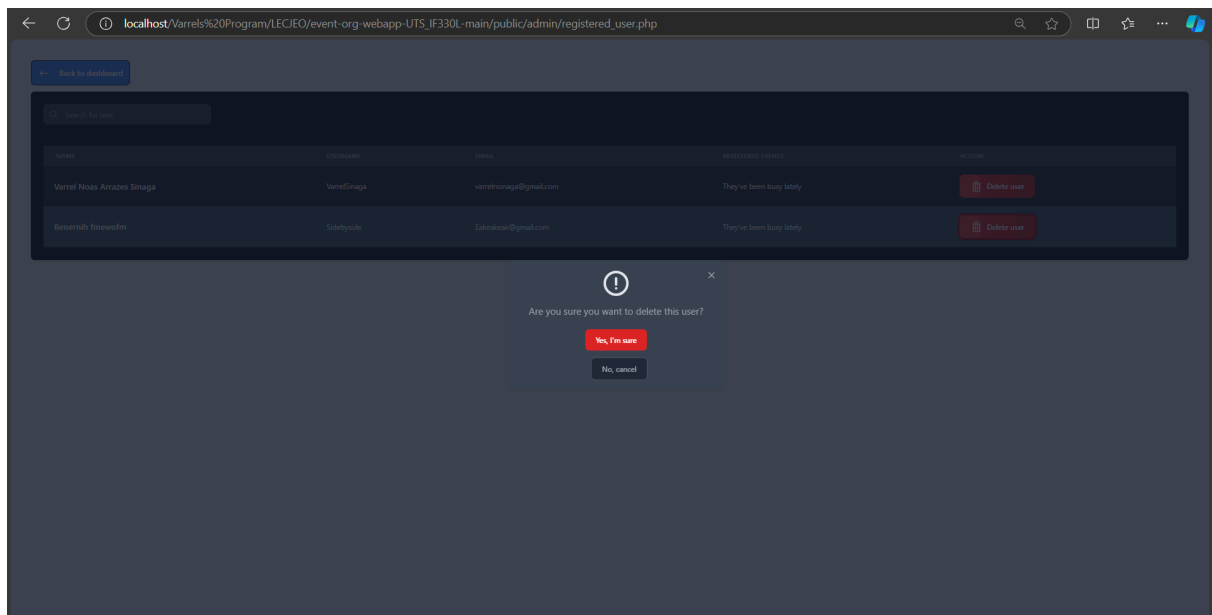 localhost/Varrels%20Program/LECJEO/event-org-webapp-UTS_IF330L-main/public/admin/registered_user.php
Back to dashboard
Search for user
NAME USERNAME EMAIL REGISTERED EVENTS ACTION
Varrel Noas Arrazes Sinaga VarrelSinaga varrelnunaga@gmail.com They've been busy lately Delete user
Benernih fmewofm Sidebyside They've been busy lately Delete user
Are you sure you want to delete this user?
Yes, I'm sure
No, cancel